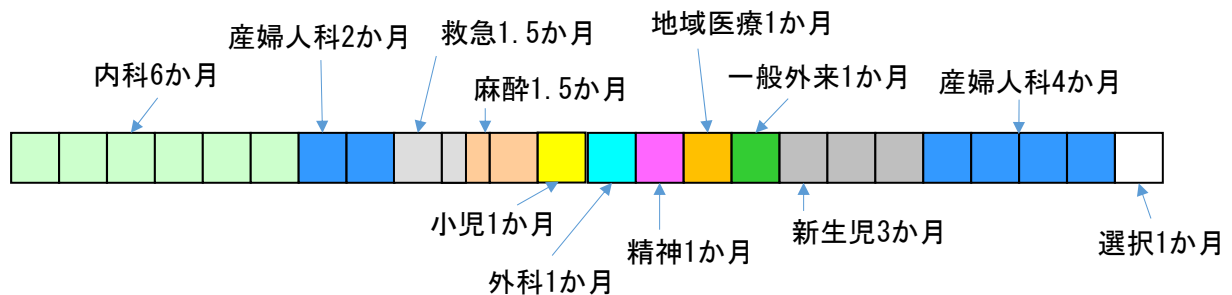 内科6か月
産婦人科2か月
救急1.5か月
麻酔1.5か月
小児1か月
外科1か月
精神1か月
地域医療1か月
一般外来1か月
新生児3か月
産婦人科4か月
選択1か月